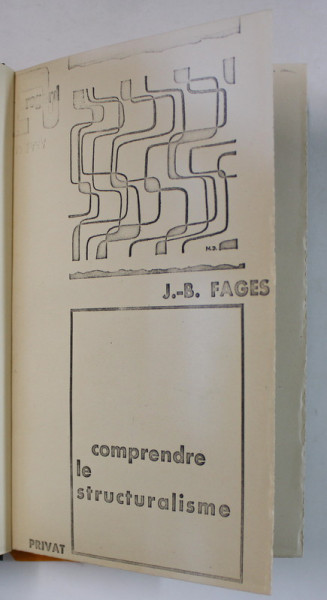 M.B.
J.-B. FAGES
comprendre
le
structuralisme
PRIVAT